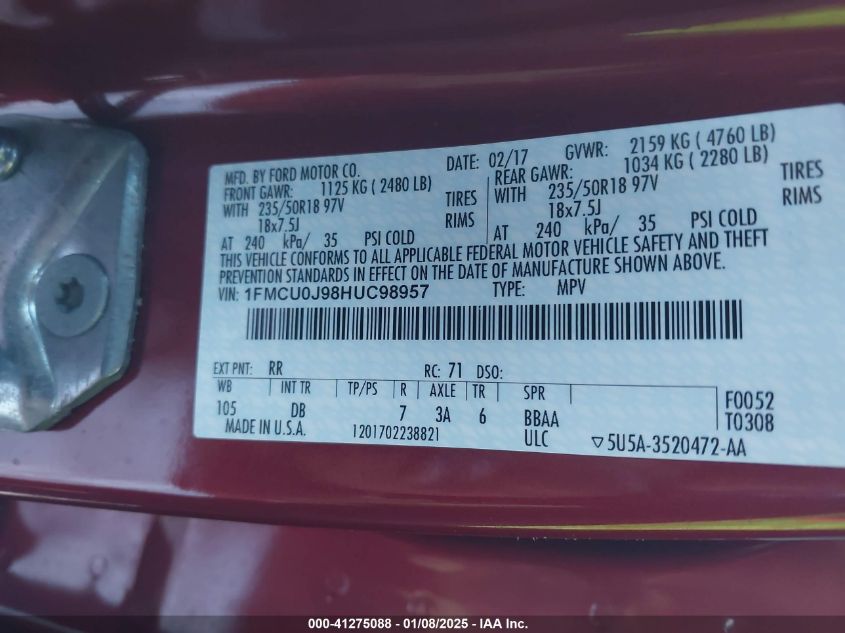 MFD. BY FORD MOTOR CO. DATE: 02/17 GVWR: 2159 KG ( 4760 LB)
FRONT GAWR: 1125 KG ( 2480 LB) REAR GAWR: 1034 KG ( 2280 LB)
WITH 235/50R18 97V TIRES WITH 235/50R18 97V TIRES
18x7.5J RIMS 18x7.5J RIMS
AT 240 kPa/ 35 PSI COLD AT 240 kPa/ 35 PSI COLD
THIS VEHICLE CONFORMS TO ALL APPLICABLE FEDERAL MOTOR VEHICLE SAFETY AND THEFT
PREVENTION STANDARDS IN EFFECT ON THE DATE OF MANUFACTURE SHOWN ABOVE.
VIN: 1FMCU0J98HUC98957 TYPE: MPV
EXT PNT: RR RC: 71 DSO:
WB INT TR TP/PS R AXLE TR SPR F0052
105 DB 7 3A 6 BBAA T0308
MADE IN U.S.A. 1201702238821 ULC ▽5U5A-3520472-AA
000-41275088 - 01/08/2025 - IAA Inc.